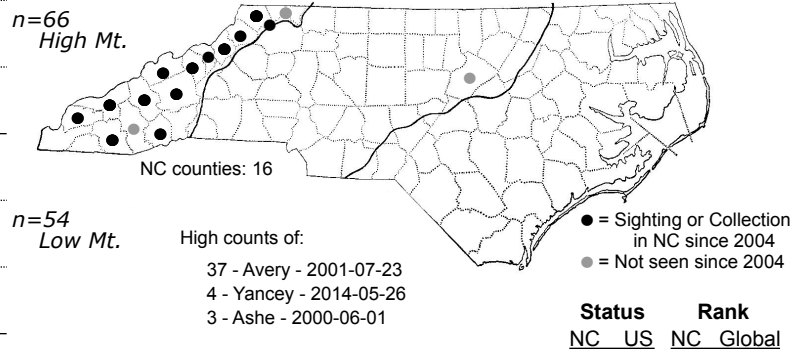 n=66
High Mt.
NC counties: 16
n=54
Low Mt.
High counts of:
37 - Avery - 2001-07-23
4 - Yancey - 2014-05-26
3 - Ashe - 2000-06-01
= Sighting or Collection
in NC since 2004
= Not seen since 2004
Status Rank
NC US NC Global